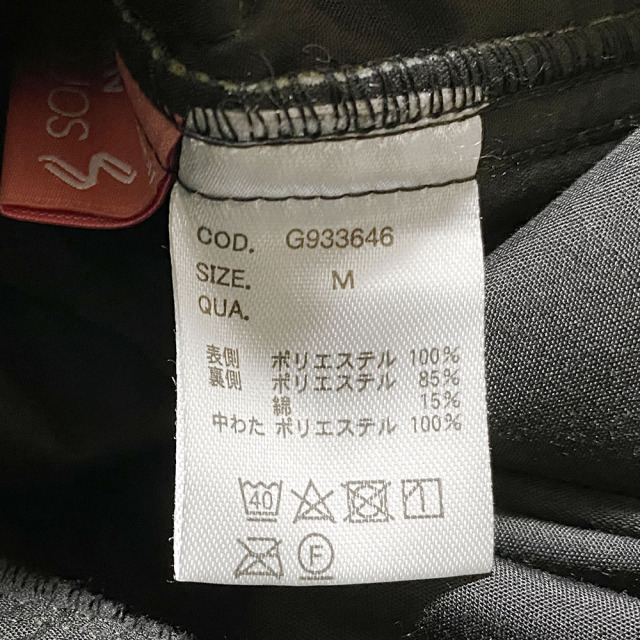 COD. G933646
SIZE. M
QUA.
表側 ポリエステル 100%
裏側 ポリエステル 85%
綿 15%
中わた ポリエステル 100%
40
F